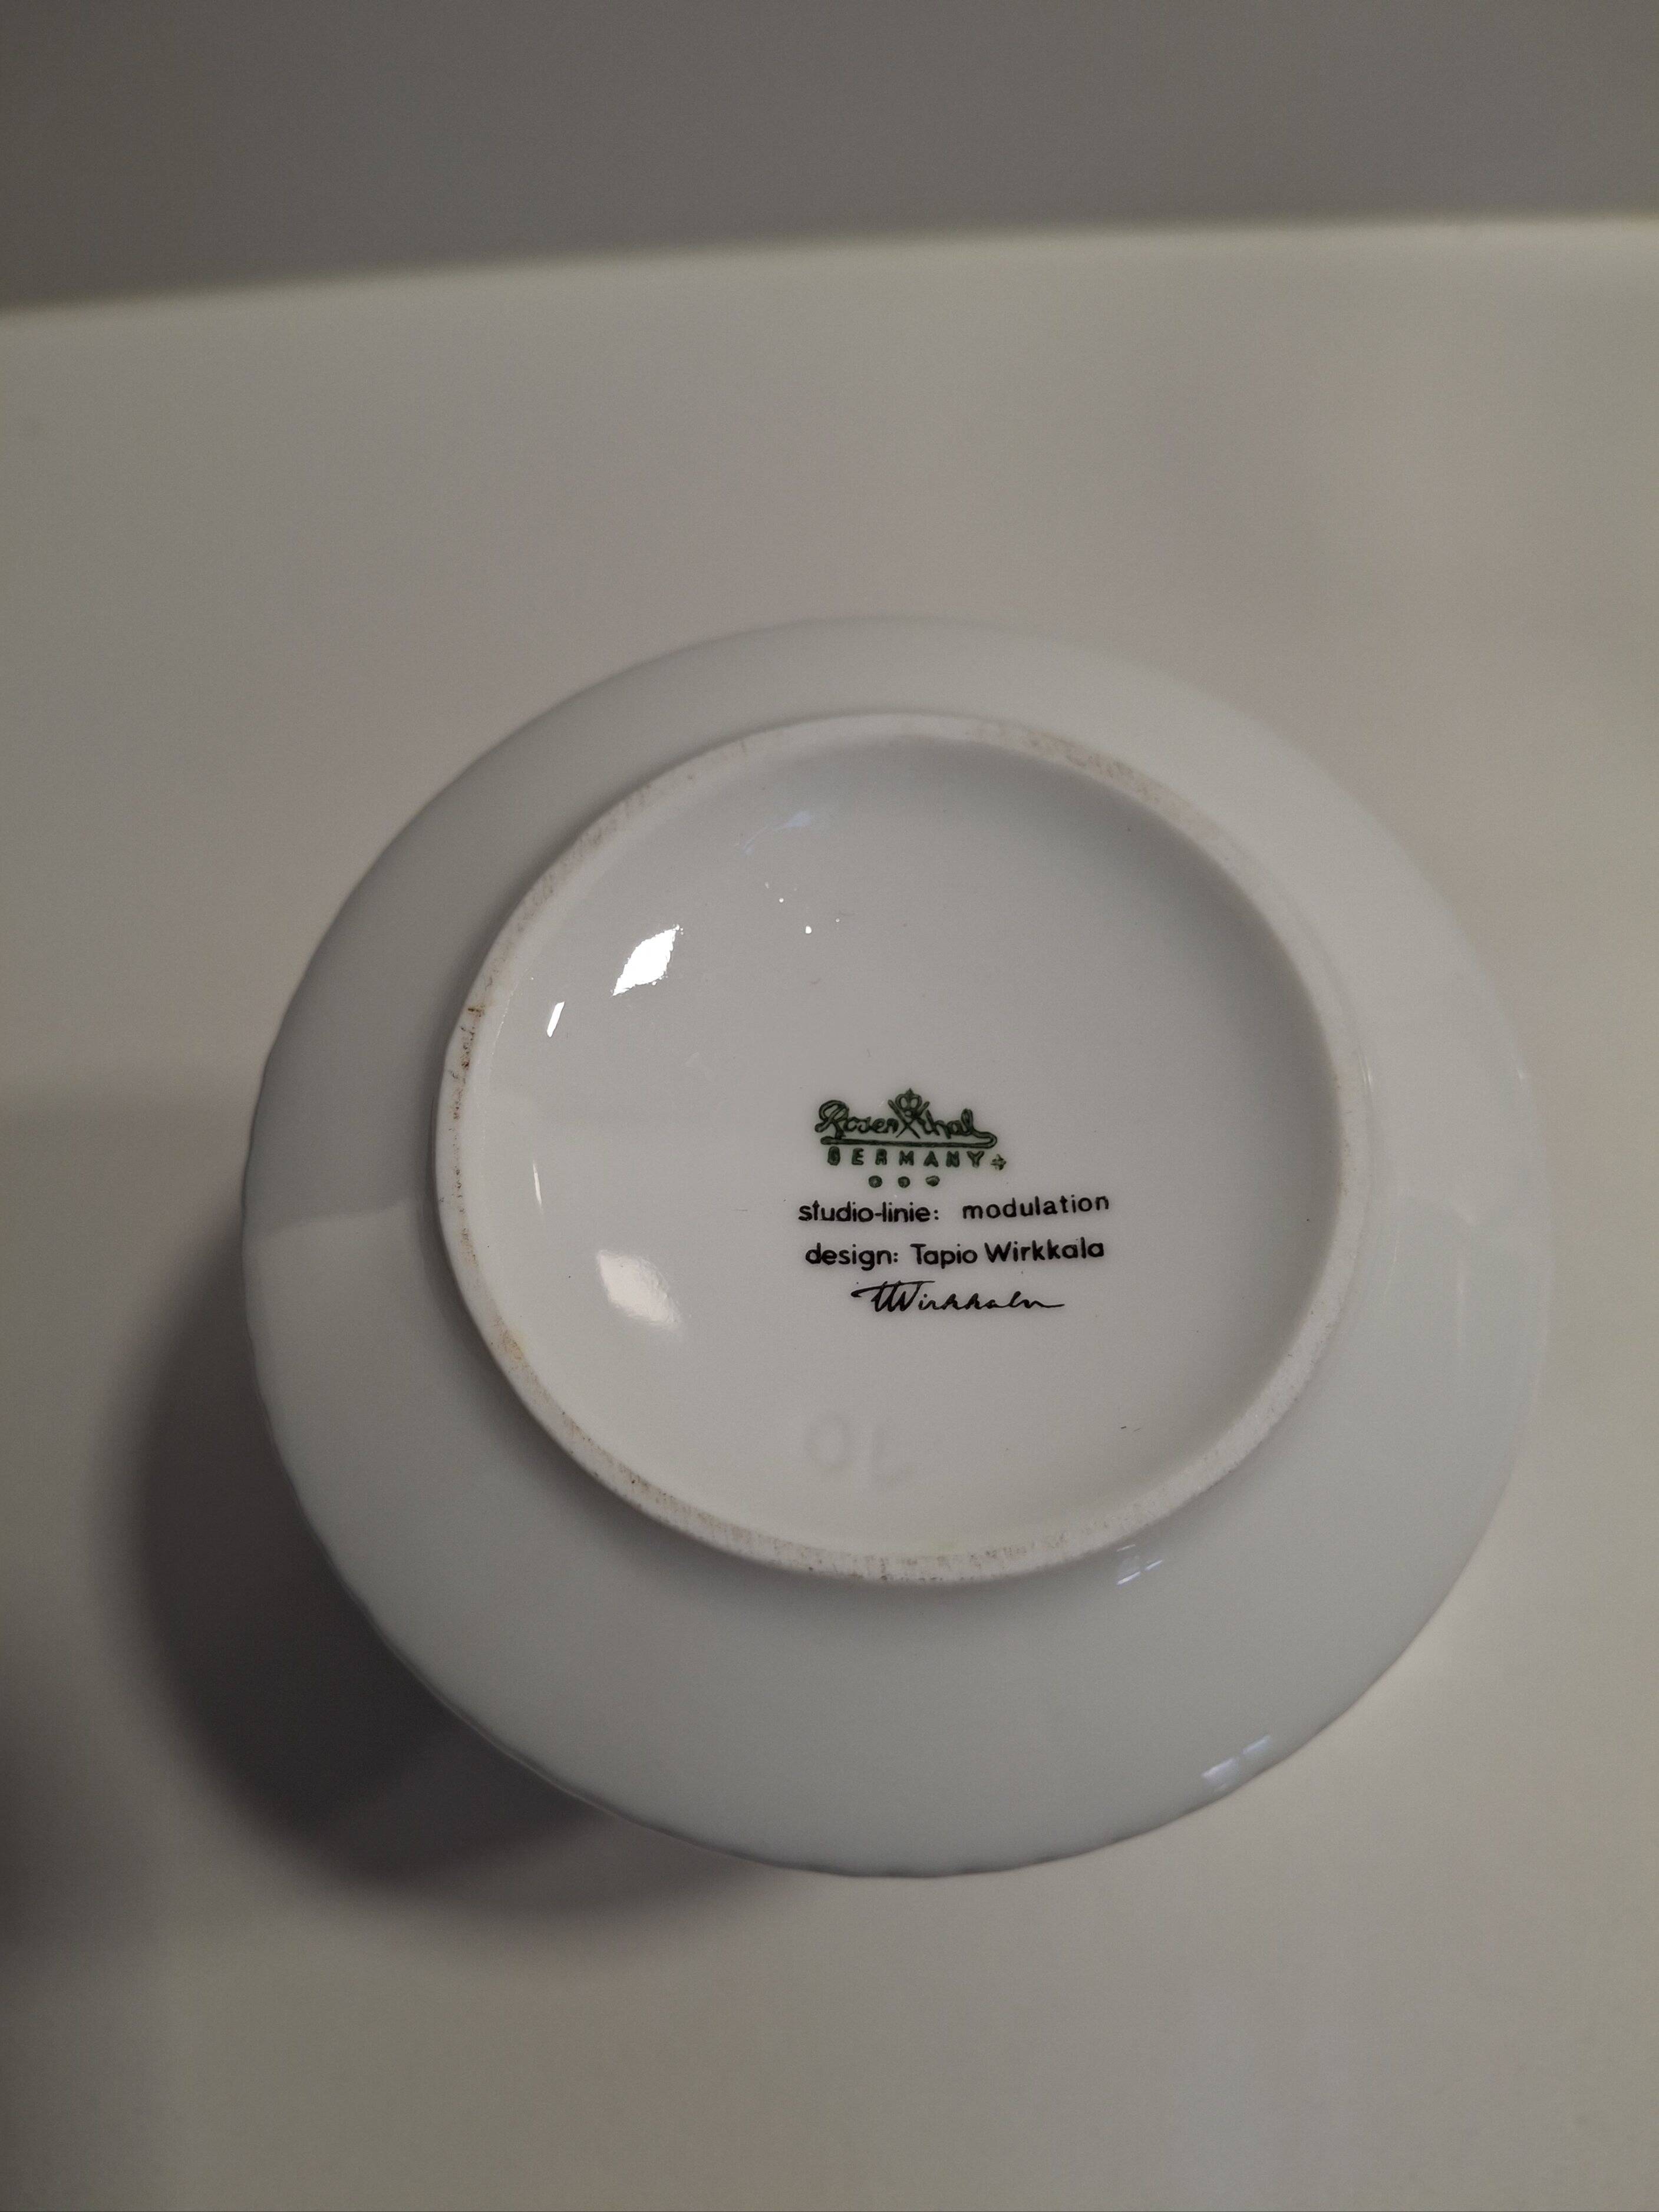 Rosenthal
GERMANY
studio-linie: modulation
design: Tapio Wirkkala
TWirkkala